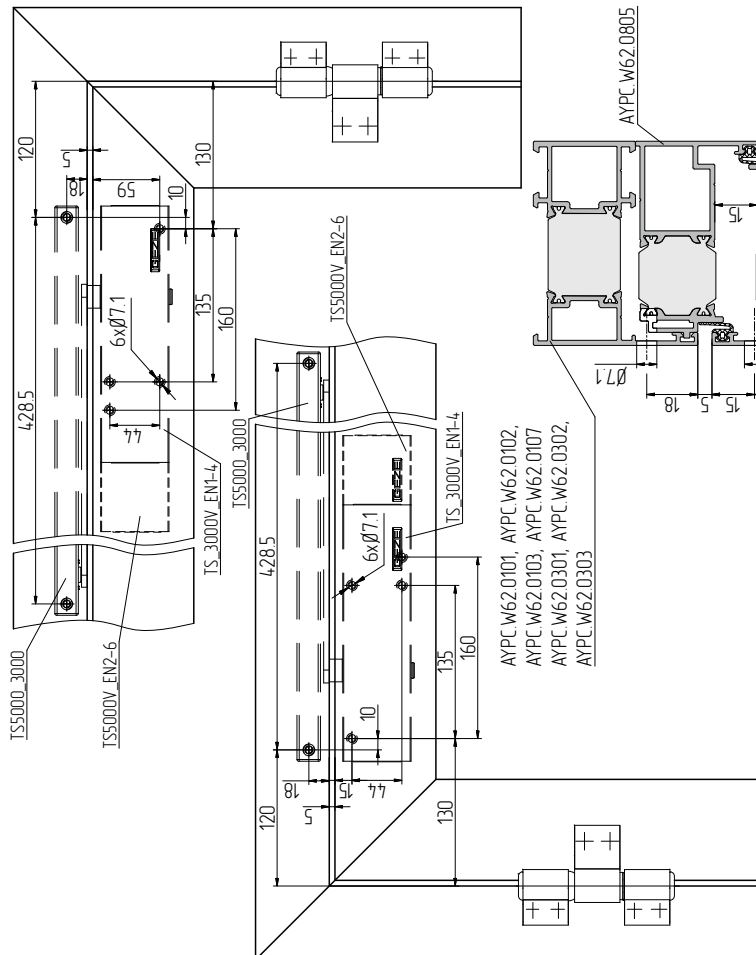 120
5
18
59
10
130
428.5
6xØ7.1
135
160
44
GEZE
TS_3000V_EN1-4
TS5000_3000
TS5000V_EN2-6
TS5000V_EN2-6
TS5000_3000
TS_3000V_EN1-4
428.5
6xØ7.1
GEZE
GEZE
135
160
10
18
15
44
5
120
130
AYPC.W62.0805
15
Ø7.1
18
5
15
AYPC.W62.0101, AYPC.W62.0102,
AYPC.W62.0103, AYPC.W62.0107
AYPC.W62.0301, AYPC.W62.0302,
AYPC.W62.0303